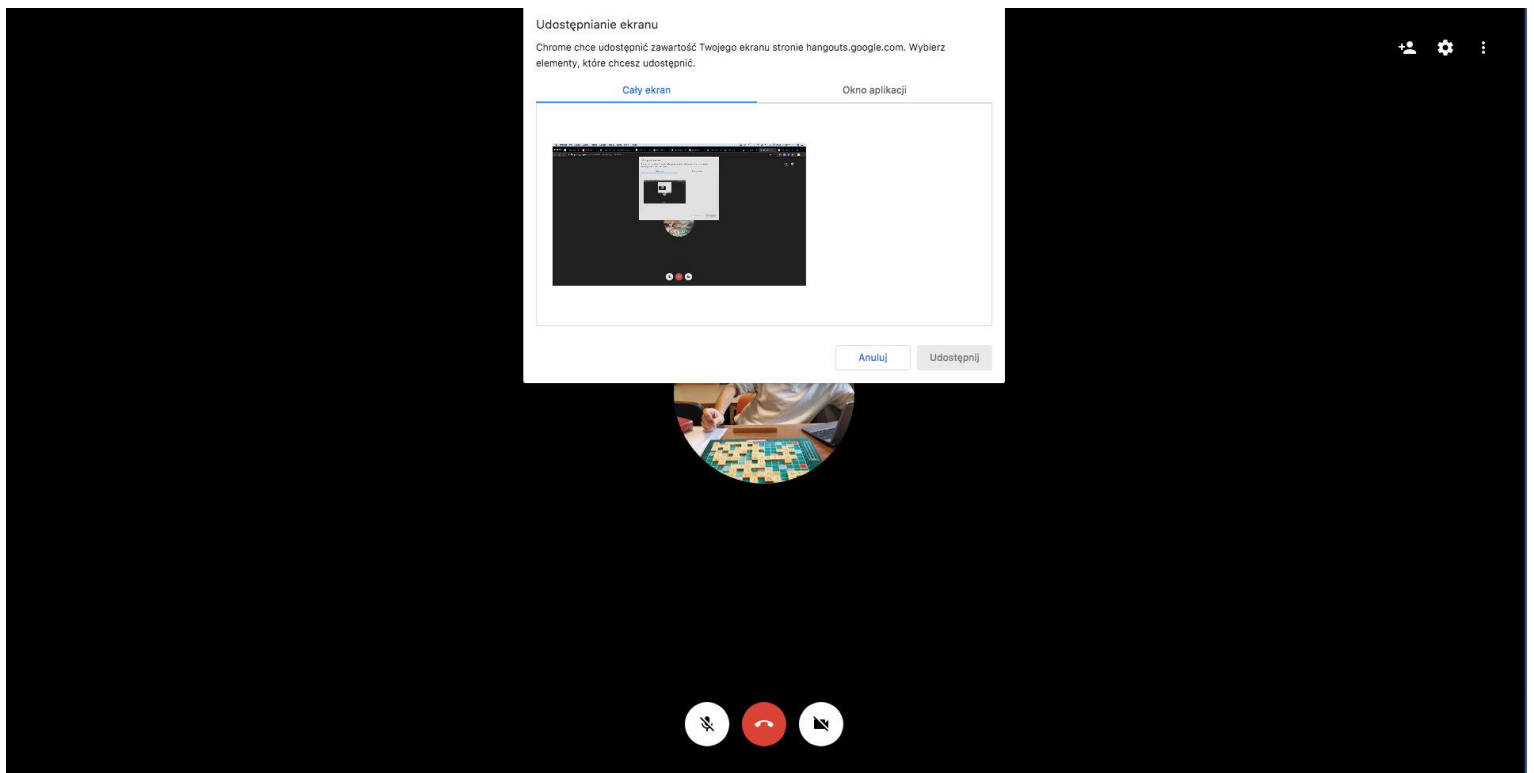 Udostępnianie ekranu
Chrome chce udostępnić zawartość Twojego ekranu stronie hangouts.google.com. Wybierz
elementy, które chcesz udostępnić.
Cały ekran
Okno aplikacji
Anuluj
Udostępnij